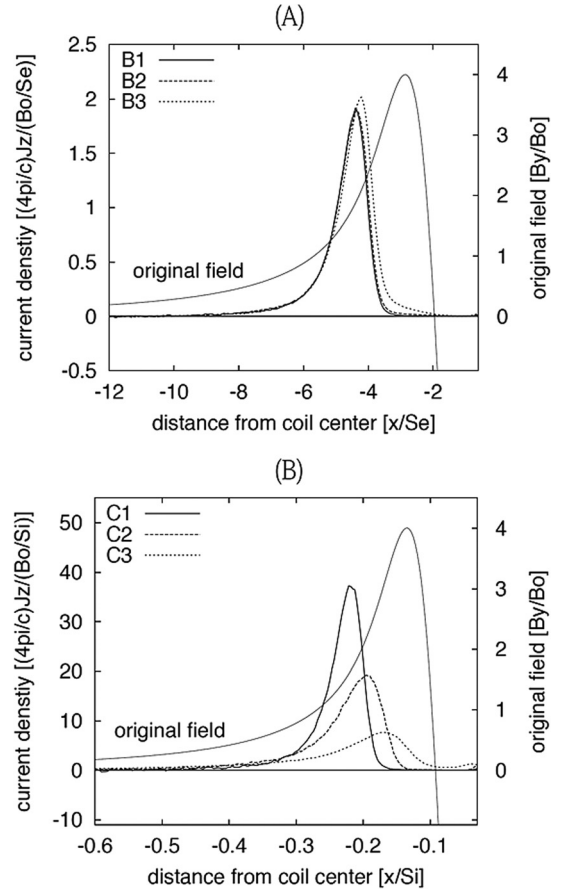 (A)
2.5
2
1.5
1
0.5
0
-0.5
B1
B2
B3
original field
4
3
2
1
0
-12 -10 -8 -6 -4 -2
current denstiy [(4pi/c)Jz/(Bo/Se)]
original field [By/Bo]
distance from coil center [x/Se]
(B)
50
40
30
20
10
0
-10
C1
C2
C3
original field
4
3
2
1
0
-0.6 -0.5 -0.4 -0.3 -0.2 -0.1
current denstiy [(4pi/c)Jz/(Bo/Si)]
original field [By/Bo]
distance from coil center [x/Si]